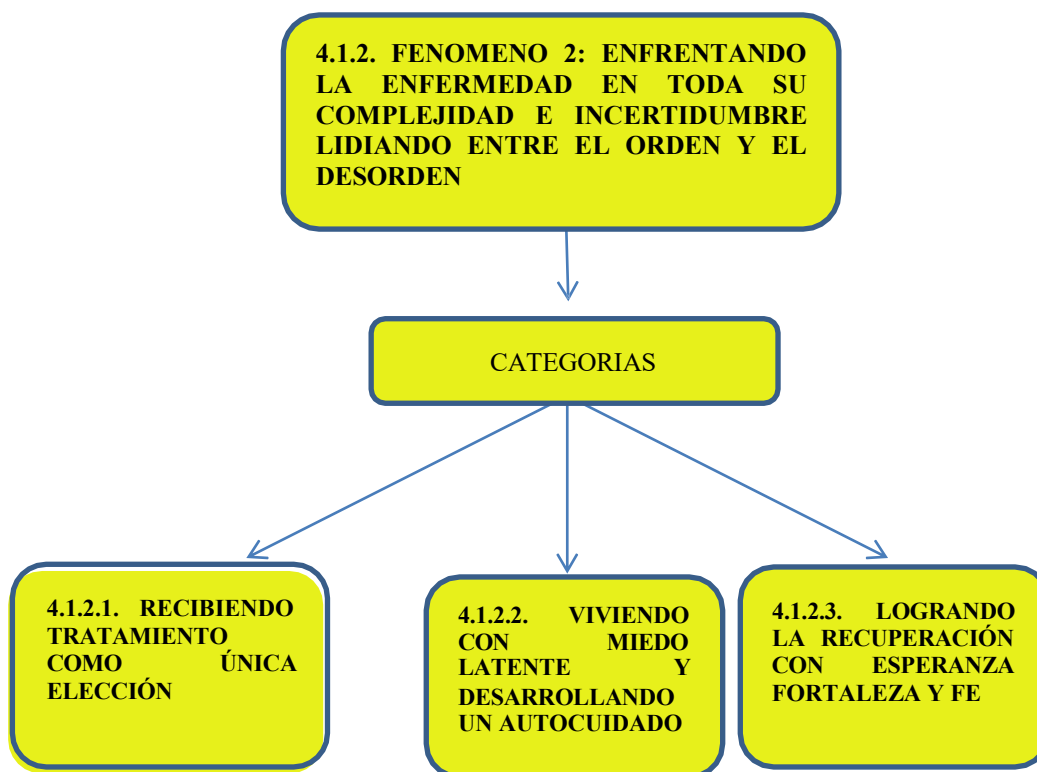 4.1.2. FENOMENO 2: ENFRENTANDO
LA ENFERMEDAD EN TODA SU
COMPLEJIDAD E INCERTIDUMBRE
LIDIANDO ENTRE EL ORDEN Y EL
DESORDEN
CATEGORIAS
4.1.2.1. RECIBIENDO
TRATAMIENTO
COMO ÚNICA
ELECCIÓN
4.1.2.2. VIVIENDO
CON MIEDO
LATENTE Y
DESARROLLANDO
UN AUTOCUIDADO
4.1.2.3. LOGRANDO
LA RECUPERACIÓN
CON ESPERANZA
FORTALEZA Y FE